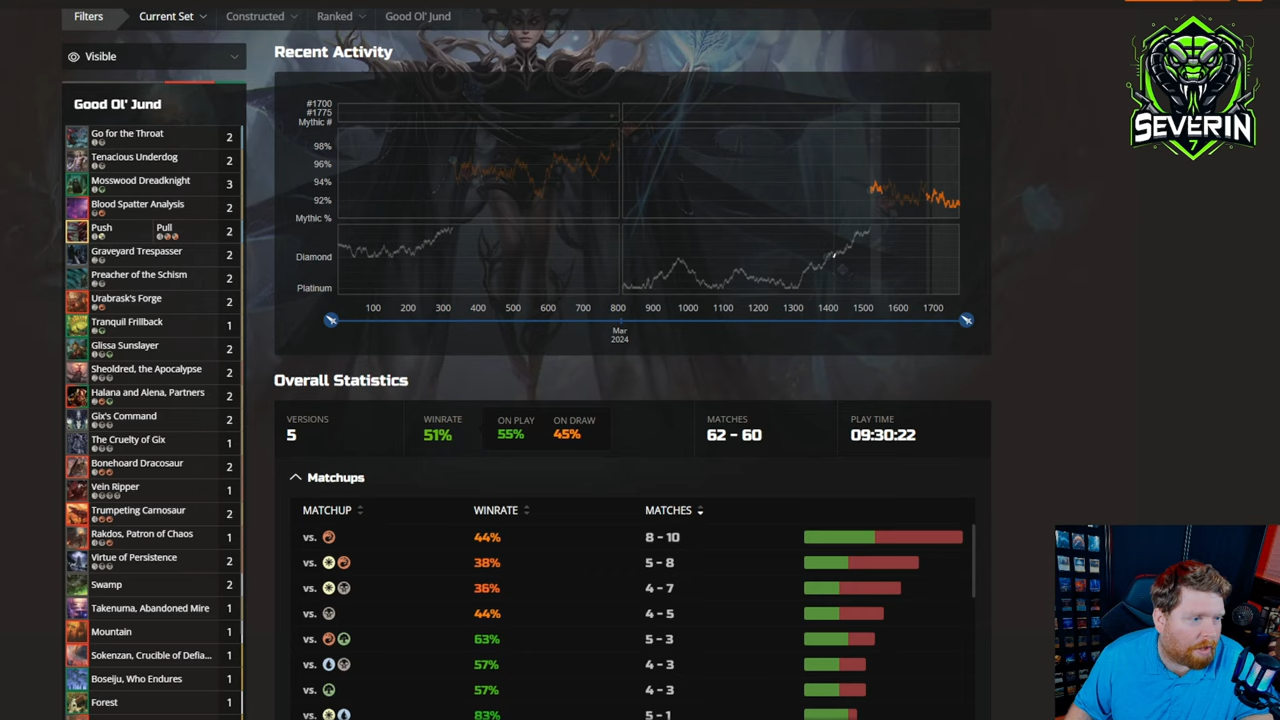 Filters
Current Set
Constructed
Ranked
Good Ol' Jund
Visible
Good Ol' Jund
Go for the Throat 2
Tenacious Underdog 2
Mosswood Dreadknight 3
Blood Spatter Analysis 2
Push Pull 2
Graveyard Trespasser 2
Preacher of the Schism 2
Urabrask's Forge 2
Tranquil Frillback 1
Glissa Sunslayer 2
Sheoldred, the Apocalypse 2
Halana and Alena, Partners 2
Gix's Command 2
The Cruelty of Gix 1
Bonehoard Dracosaur 2
Vein Ripper 1
Trumpeting Carnosaur 2
Rakdos, Patron of Chaos 1
Virtue of Persistence 2
Swamp 2
Takenuma, Abandoned Mire 1
Mountain 1
Sokenzan, Crucible of Defia... 1
Boseiju, Who Endures 1
Forest 1
Recent Activity
#1700
#1775
Mythic #
98%
96%
94%
92%
Mythic %
Diamond
Platinum
100 200 300 400 500 600 700 800 900 1000 1100 1200 1300 1400 1500 1600 1700
Mar
2024
Overall Statistics
VERSIONS WINRATE ON PLAY ON DRAW MATCHES PLAY TIME
5 51% 55% 45% 62 - 60 09:30:22
Matchups
MATCHUP WINRATE MATCHES
vs. 44% 8 - 10
vs. 38% 5 - 8
vs. 36% 4 - 7
vs. 44% 4 - 5
vs. 63% 5 - 3
vs. 57% 4 - 3
vs. 57% 4 - 3
vs. 83% 5 - 1
SEVERIN
7